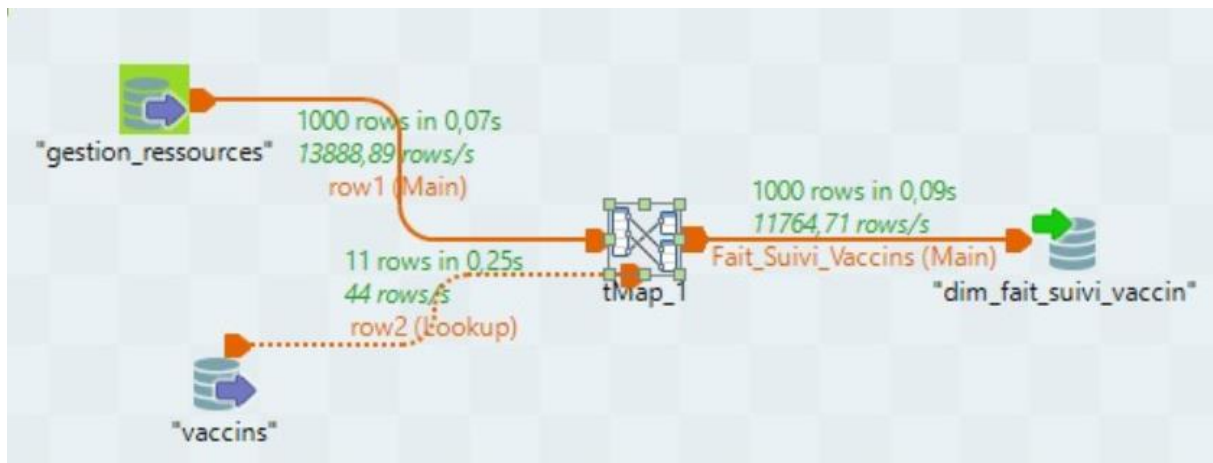 "gestion_ressources"
1000 rows in 0,07s
13888,89 rows/s
row1 (Main)
11 rows in 0,25s
44 rows/s
row2 (Lookup)
"vaccins"
tMap_1
1000 rows in 0,09s
11764,71 rows/s
Fait_Suivi_Vaccins (Main)
"dim_fait_suivi_vaccin"